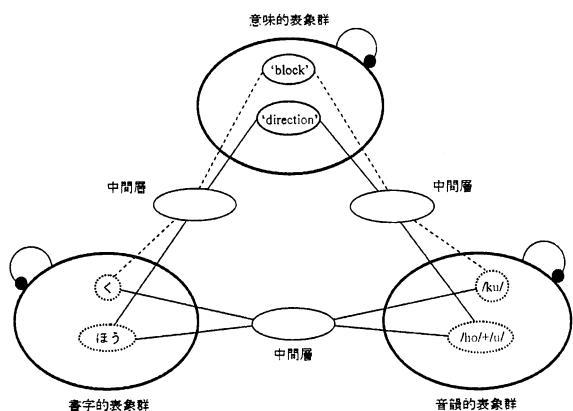 意味的表象群
'block'
'direction'
中間層
中間層
く
/ku/
ほう
/ho/+/u/
中間層
書字的表象群
音韻的表象群